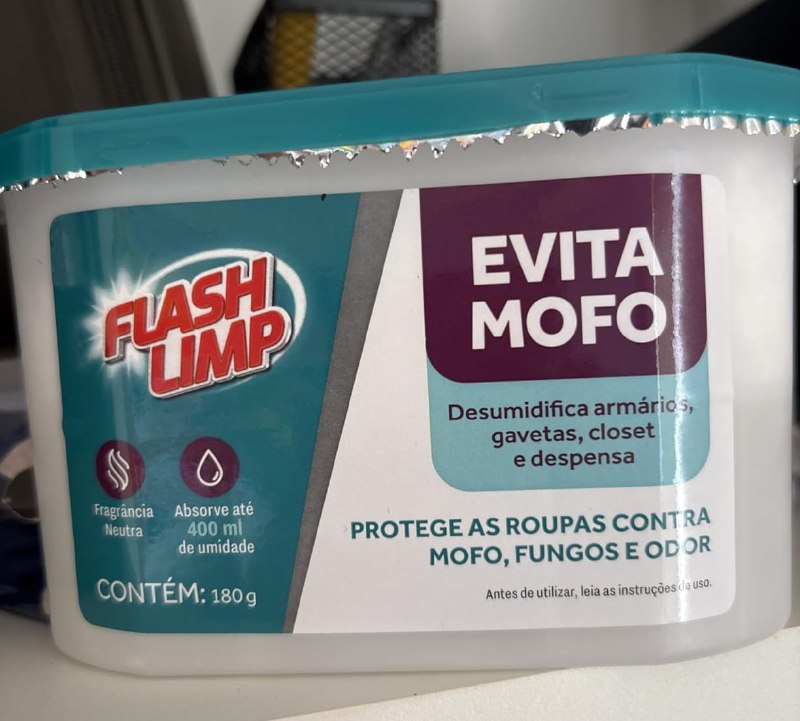 FLASH
LIMP
Fragrância
Neutra
Absorve até
400 ml
de umidade
CONTÉM: 180 g
EVITA
MOFO
Desumidifica armários,
gavetas, closet
e despensa
PROTEGE AS ROUPAS CONTRA
MOFO, FUNGOS E ODOR
Antes de utilizar, leia as instruções de uso.